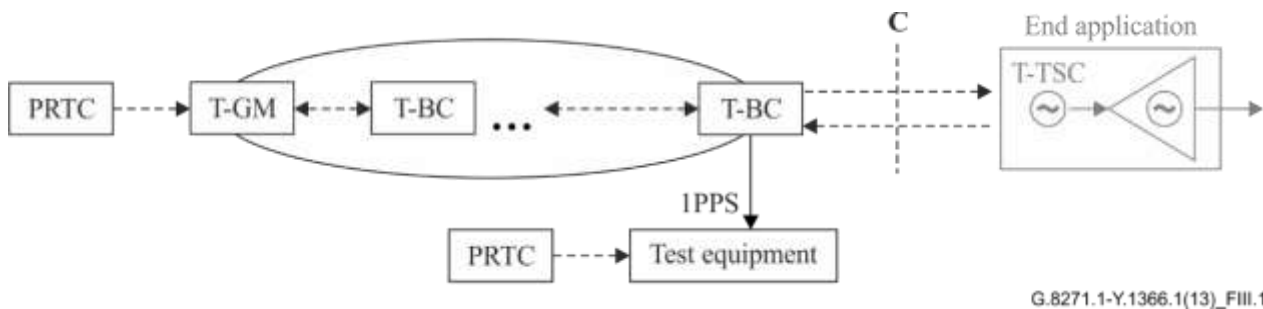 C
End application
T-TSC
PRTC
T-GM
T-BC
...
T-BC
1PPS
PRTC
Test equipment
G.8271.1-Y.1366.1(13)_FIII.1